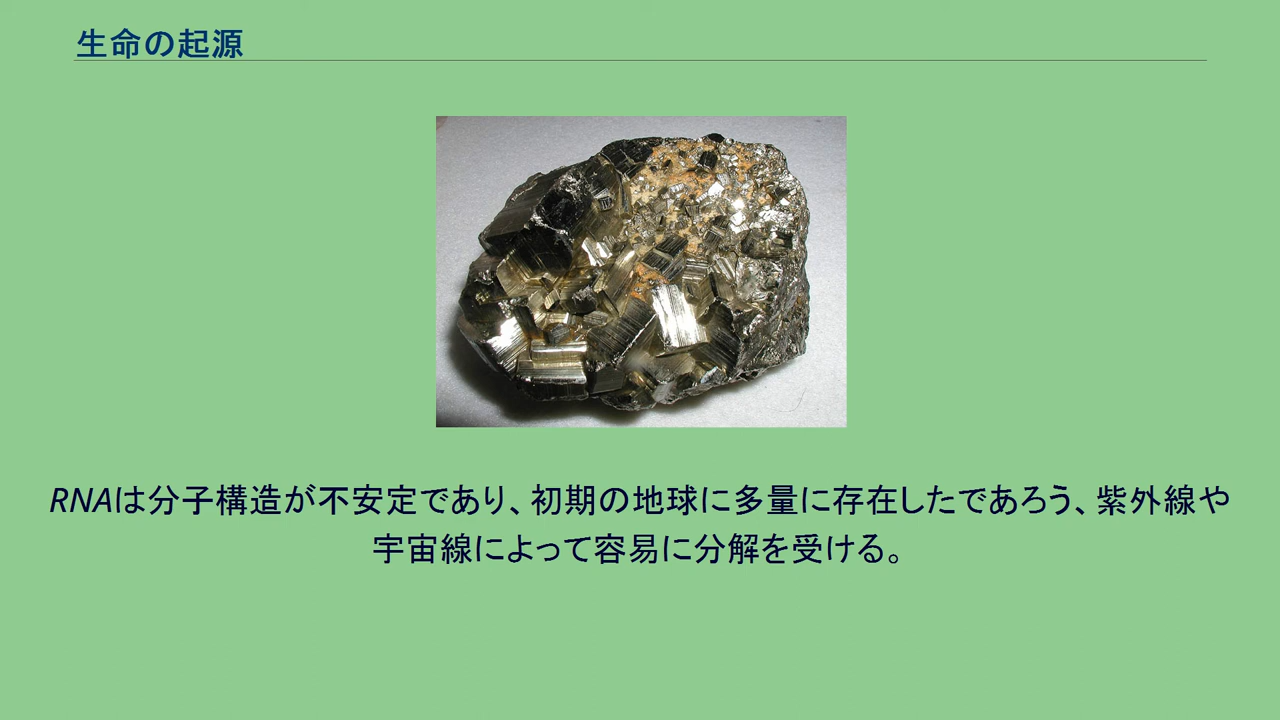 生命の起源
RNAは分子構造が不安定であり、初期の地球に多量に存在したであろう、紫外線や
宇宙線によって容易に分解を受ける。